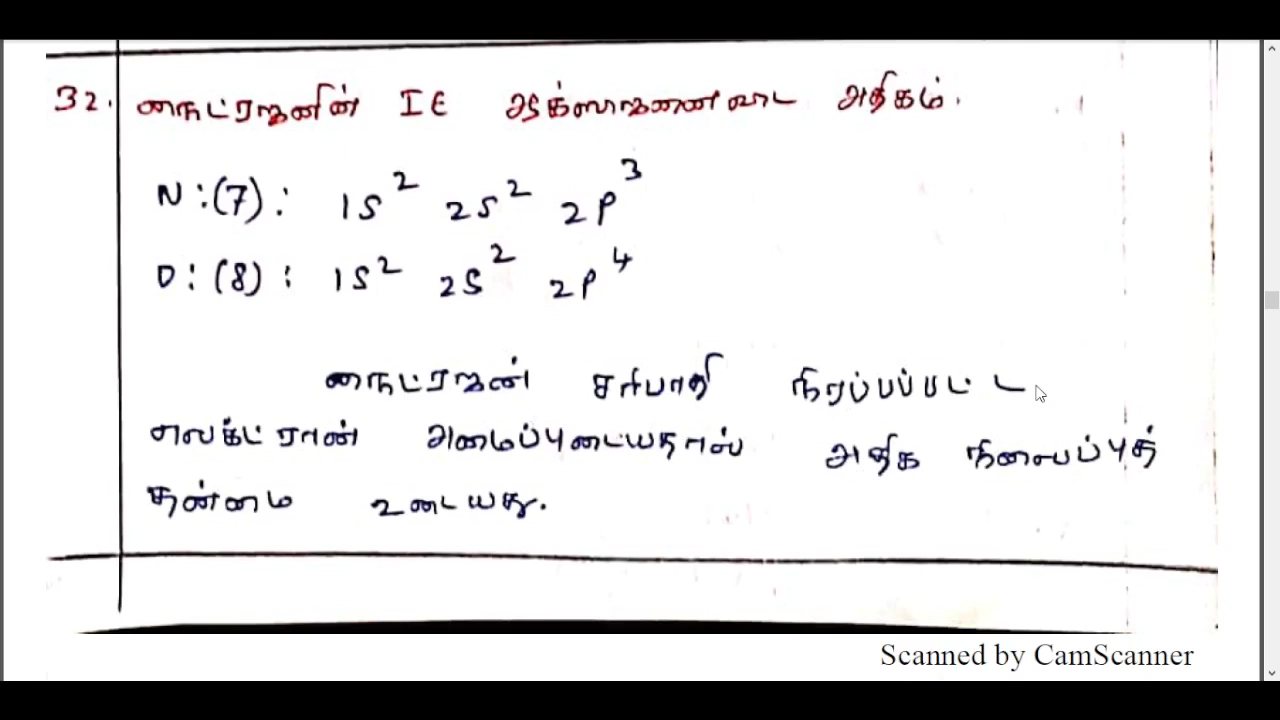 32. நைட்ரஜனின் IE ஆக்ஸிஜனைவிட அதிகம்.
N:(7): 1s² 2s² 2p³
O:(8): 1s² 2s² 2p⁴
நைட்ரஜன் சரிபாதி நிரப்பப்பட்ட
எலக்ட்ரான் அமைப்புடையதால் அதிக நிலைப்புத்
தன்மை உடையது.
Scanned by CamScanner